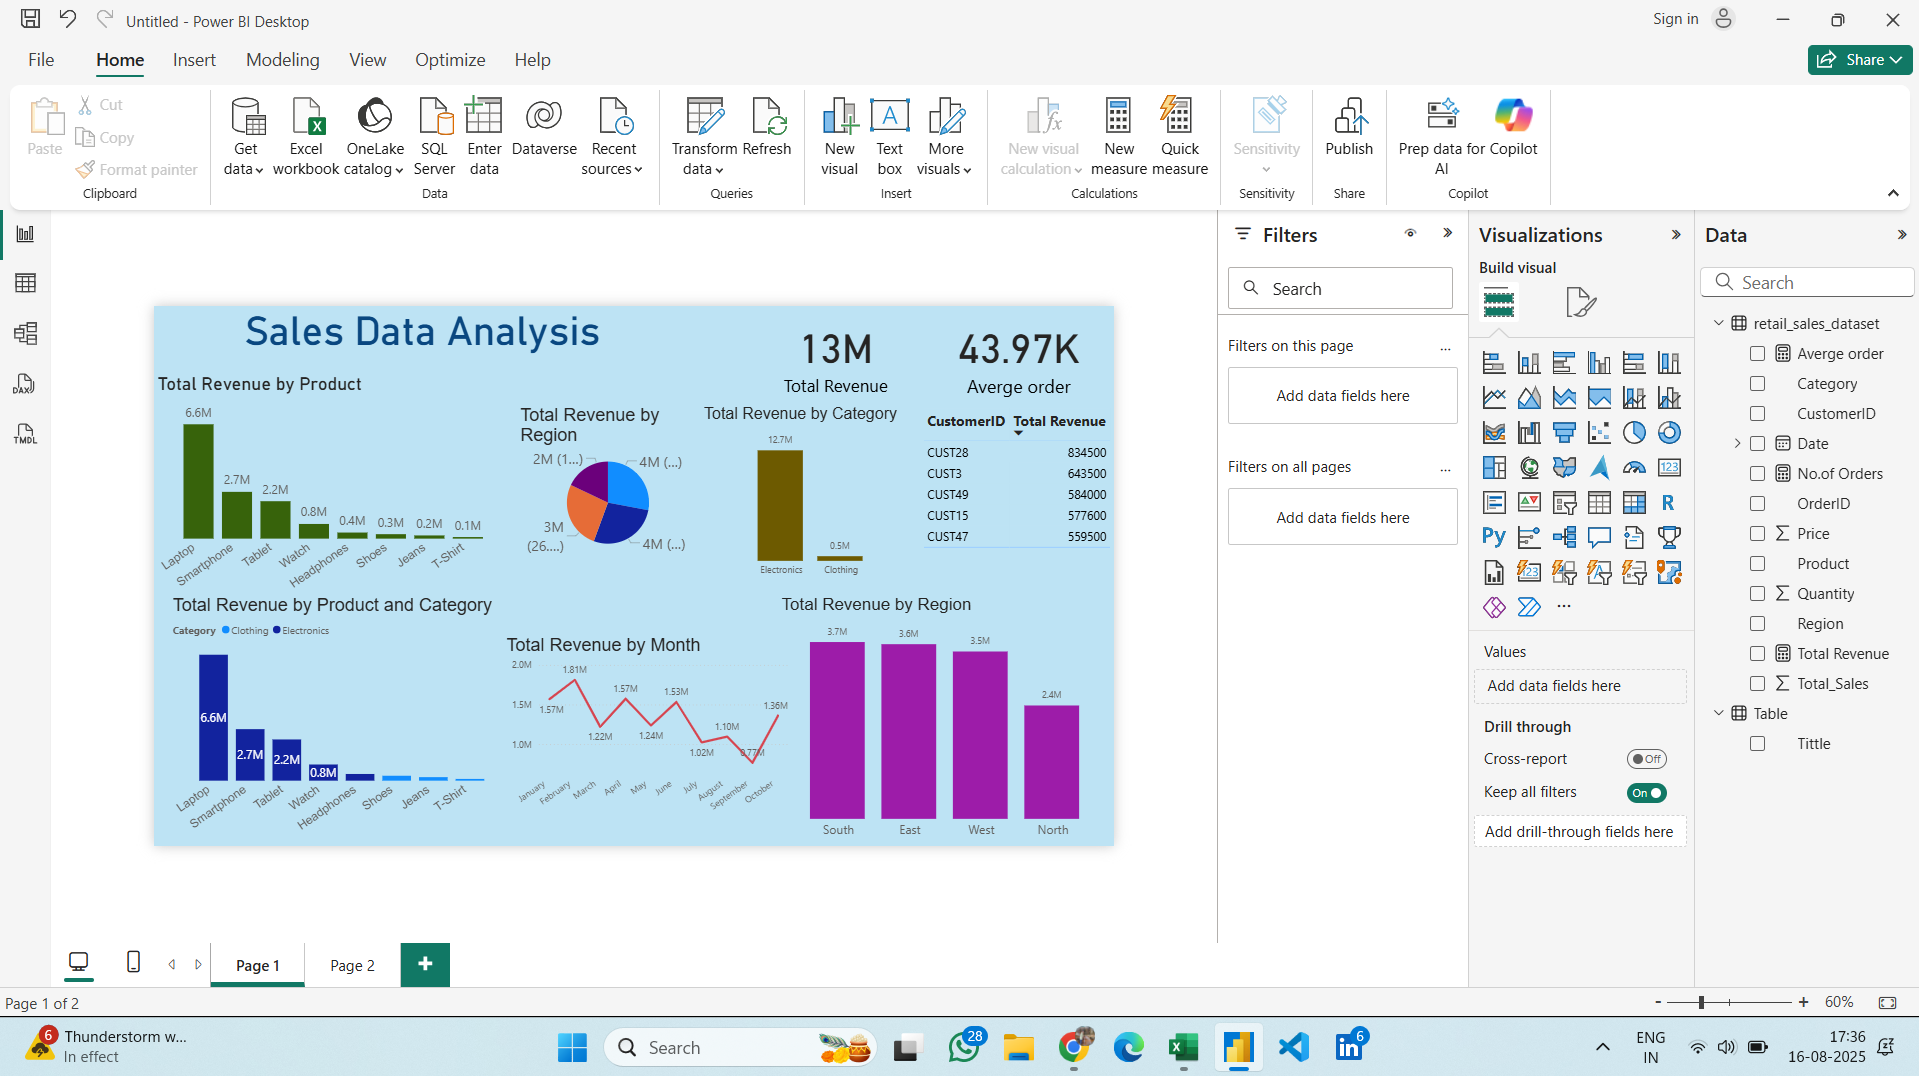 Untitled - Power BI Desktop
Sign in
File
Home
Insert
Modeling
View
Optimize
Help
Share
Paste
Cut
Copy
Format painter
Clipboard
Get data
Excel workbook
OneLake catalog
SQL Server
Enter data
Dataverse
Recent sources
Data
Transform data
Refresh
Queries
New visual
A
Text box
More visuals
Insert
New visual calculation
New measure
Quick measure
Calculations
Sensitivity
Sensitivity
Publish
Share
Prep data for AI
Copilot
Copilot
DAX
TMDL
Sales Data Analysis
13M
Total Revenue
43.97K
Averge order
Total Revenue by Product
6.6M
2.7M
2.2M
0.8M
0.4M
0.3M
0.2M
0.1M
Laptop
Smartphone
Tablet
Watch
Headphones
Shoes
Jeans
T-Shirt
Total Revenue by
Region
2M (1...)
4M (...)
3M
(26....)
4M (...)
Total Revenue by Category
12.7M
0.5M
Electronics
Clothing
CustomerID Total Revenue
CUST28 834500
CUST3 643500
CUST49 584000
CUST15 577600
CUST47 559500
Total Revenue by Product and Category
Category Clothing Electronics
6.6M
2.7M
2.2M
0.8M
Laptop
Smartphone
Tablet
Watch
Headphones
Shoes
Jeans
T-Shirt
Total Revenue by Month
2.0M
1.5M
1.0M
1.57M
1.81M
1.22M
1.57M
1.24M
1.53M
1.02M
1.10M
0.77M
1.36M
January
February
March
April
May
June
July
August
September
October
Total Revenue by Region
3.7M
3.6M
3.5M
2.4M
South
East
West
North
Filters
Search
Filters on this page
...
Add data fields here
Filters on all pages
...
Add data fields here
Visualizations
Build visual
123
R
Py
123
...
Values
Add data fields here
Drill through
Cross-report
Off
Keep all filters
On
Add drill-through fields here
Data
Search
retail_sales_dataset
Averge order
Category
CustomerID
Date
No.of Orders
OrderID
Price
Product
Quantity
Region
Total Revenue
Total_Sales
Table
Tittle
Page 1
Page 2
+
Page 1 of 2
- + 60%
6
Thunderstorm w...
In effect
Search
28
6
ENG
IN
17:36
16-08-2025